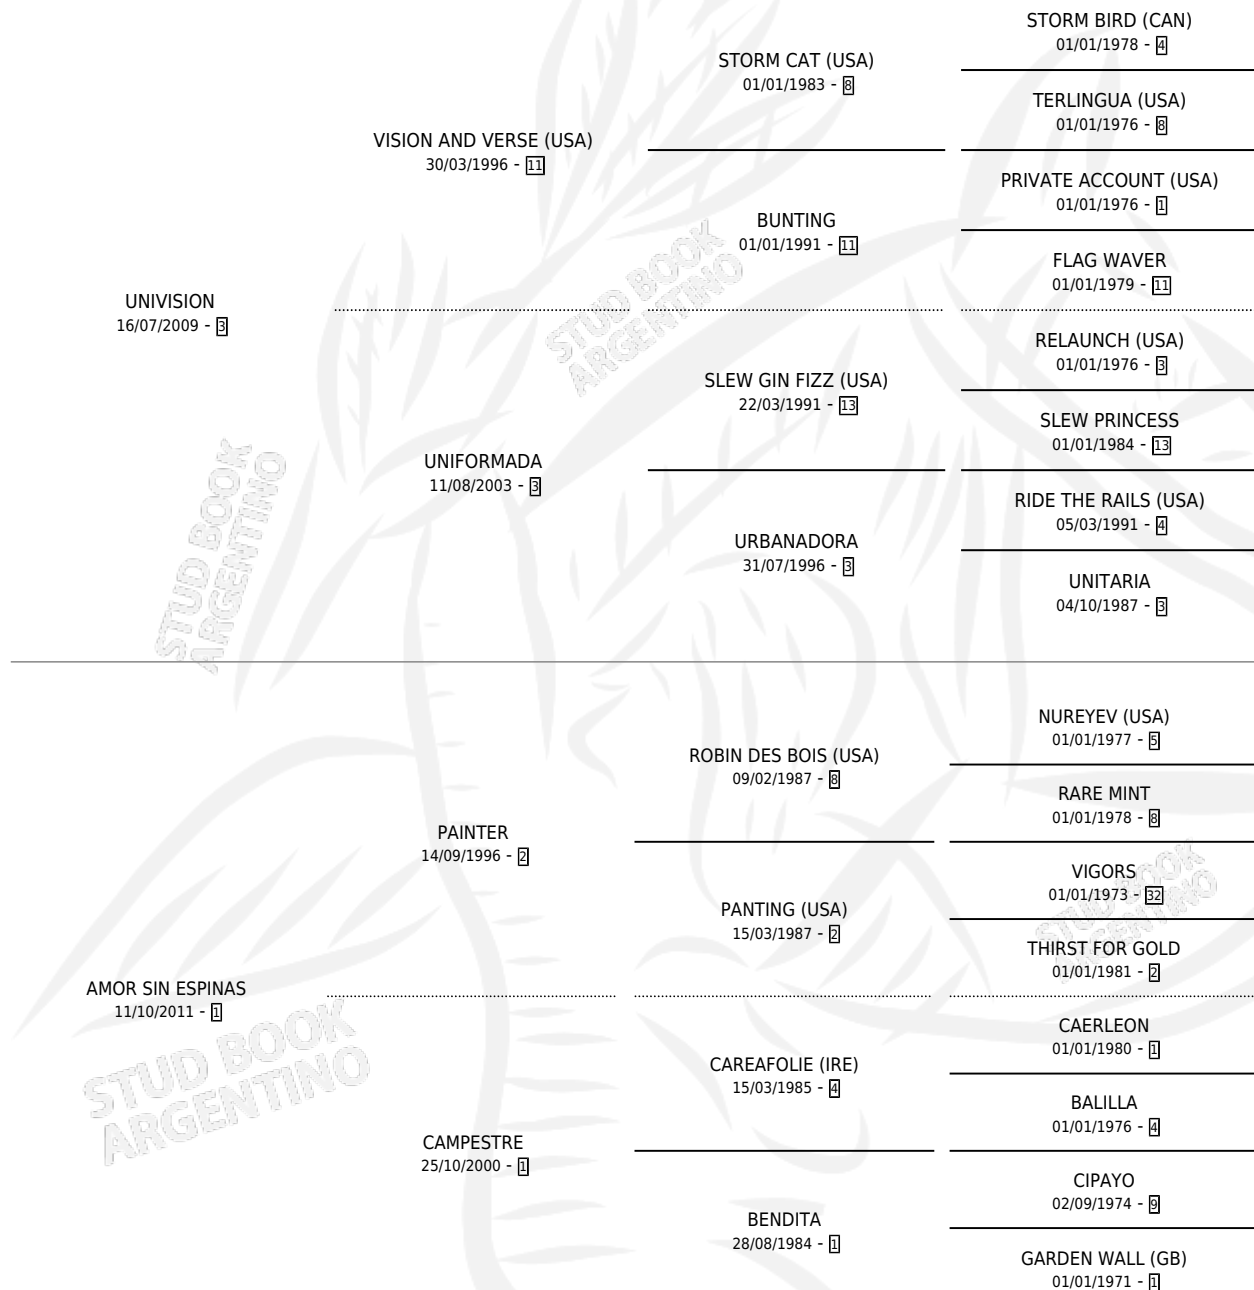 STORM BIRD (CAN)
01/01/1978 - 4
STORM CAT (USA)
01/01/1983 - 8
TERLINGUA (USA)
01/01/1976 - 8
VISION AND VERSE (USA)
30/03/1996 - 11
PRIVATE ACCOUNT (USA)
01/01/1976 - 1
BUNTING
01/01/1991 - 11
FLAG WAVER
01/01/1979 - 11
UNIVISION
16/07/2009 - 3
STUD BOOK
ARGENTINO
RELAUNCH (USA)
01/01/1976 - 3
SLEW GIN FIZZ (USA)
22/03/1991 - 13
SLEW PRINCESS
01/01/1984 - 13
UNIFORMADA
11/08/2003 - 3
RIDE THE RAILS (USA)
05/03/1991 - 4
URBANADORA
31/07/1996 - 3
UNITARIA
04/10/1987 - 3
STUD BOOK
ARGENTINO
NUREYEV (USA)
01/01/1977 - 5
ROBIN DES BOIS (USA)
09/02/1987 - 8
RARE MINT
01/01/1978 - 8
PAINTER
14/09/1996 - 2
VIGORS
01/01/1973 - 32
PANTING (USA)
15/03/1987 - 2
THIRST FOR GOLD
01/01/1981 - 2
STUD BOOK
ARGENTINO
AMOR SIN ESPINAS
11/10/2011 - 1
CAERLEON
01/01/1980 - 1
CAREAFOLIE (IRE)
15/03/1985 - 4
BALILLA
01/01/1976 - 4
STUD BOOK
ARGENTINO
CAMPESTRE
25/10/2000 - 1
CIPAYO
02/09/1974 - 9
BENDITA
28/08/1984 - 1
GARDEN WALL (GB)
01/01/1971 - 1